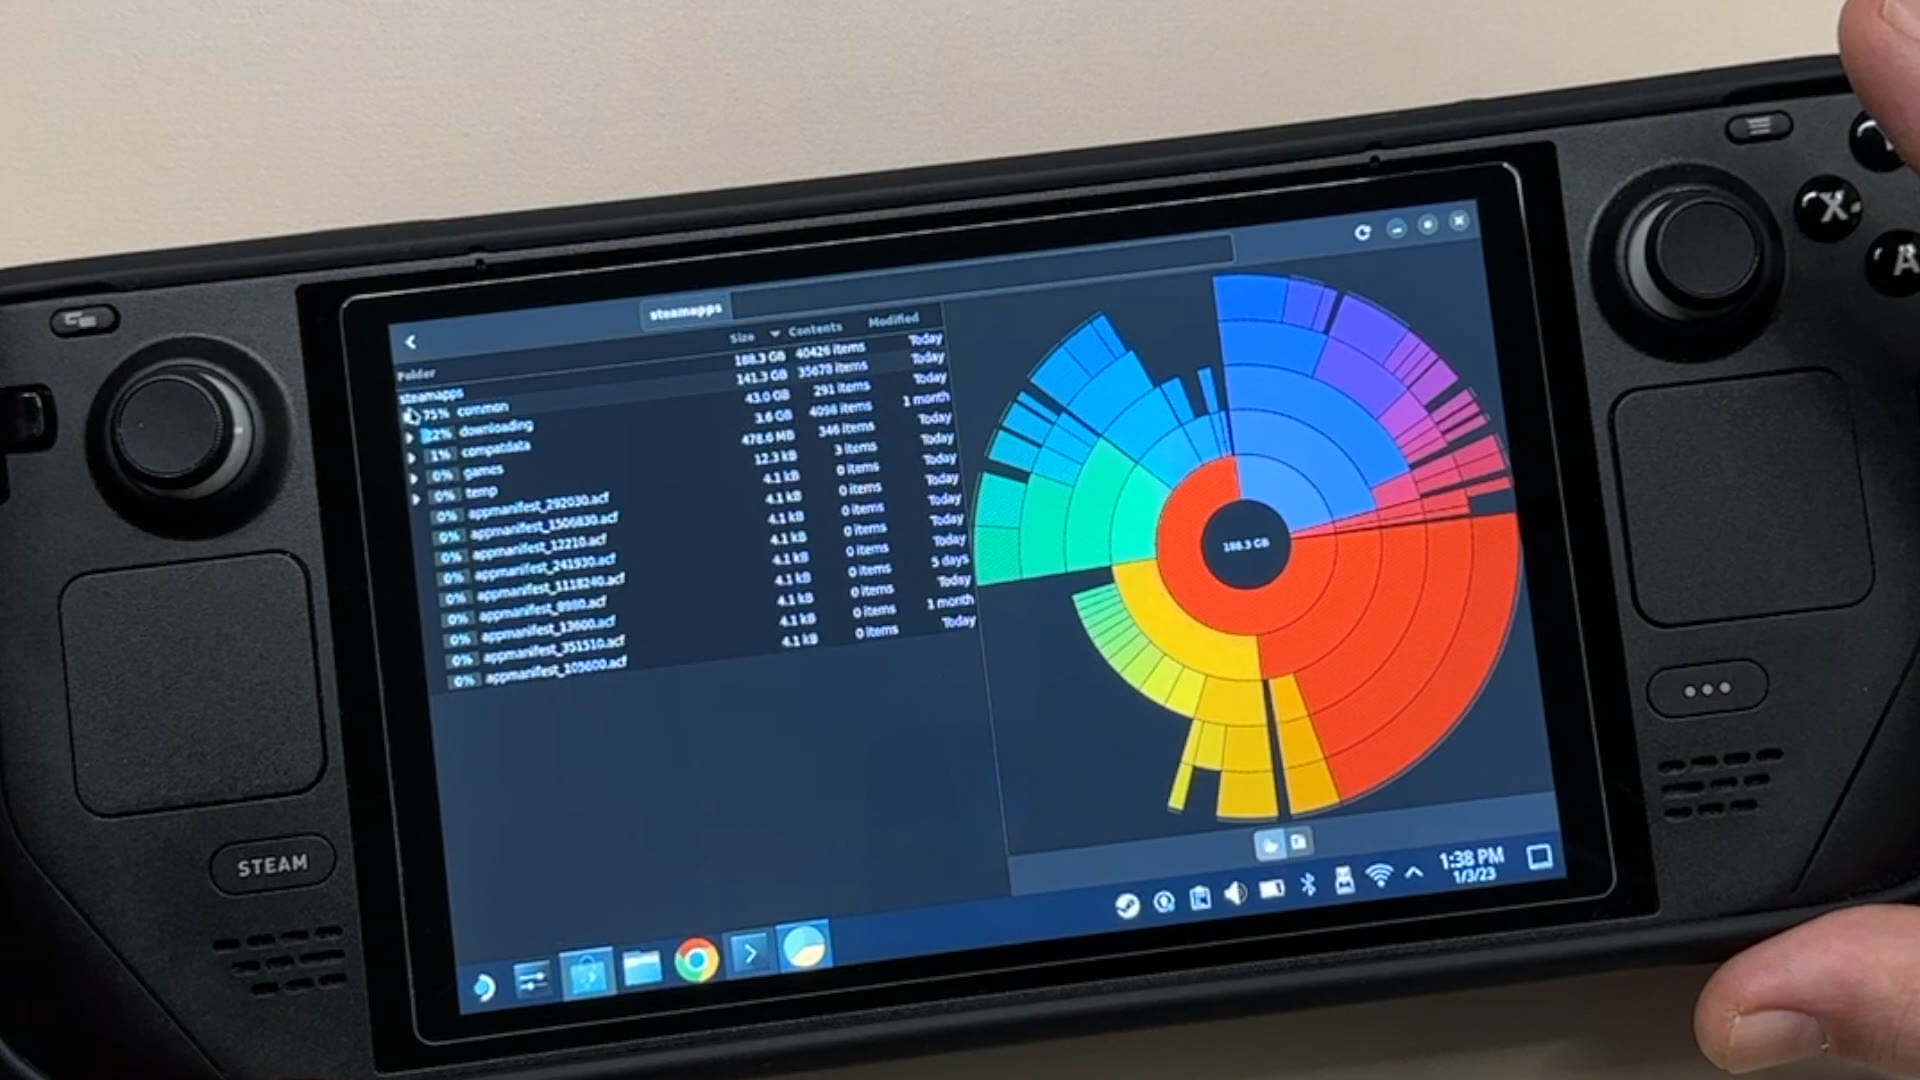 steamapps
Folder Size Contents Modified
steamapps 188.3 GB 40426 items Today
75% common 141.3 GB 35678 items Today
22% downloading 43.0 GB 291 items Today
1% compatdata 3.6 GB 4098 items 1 month
0% games 478.6 MB 346 items Today
0% temp 12.3 kB 3 items Today
0% appmanifest_292030.acf 4.1 kB 0 items Today
0% appmanifest_1506830.acf 4.1 kB 0 items Today
0% appmanifest_12210.acf 4.1 kB 0 items Today
0% appmanifest_241930.acf 4.1 kB 0 items Today
0% appmanifest_1118240.acf 4.1 kB 0 items Today
0% appmanifest_8980.acf 4.1 kB 0 items 5 days
0% appmanifest_13600.acf 4.1 kB 0 items Today
0% appmanifest_351510.acf 4.1 kB 0 items 1 month
0% appmanifest_105600.acf 4.1 kB 0 items Today
188.3 GB
1:38 PM
1/3/23
STEAM
X
A